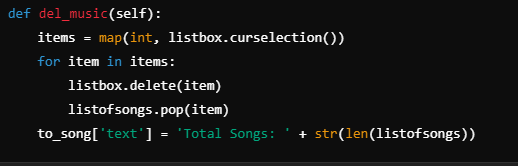 def del_music(self):
    items = map(int, listbox.curselection())
    for item in items:
        listbox.delete(item)
        listofsongs.pop(item)
    to_song['text'] = 'Total Songs: ' + str(len(listofsongs))